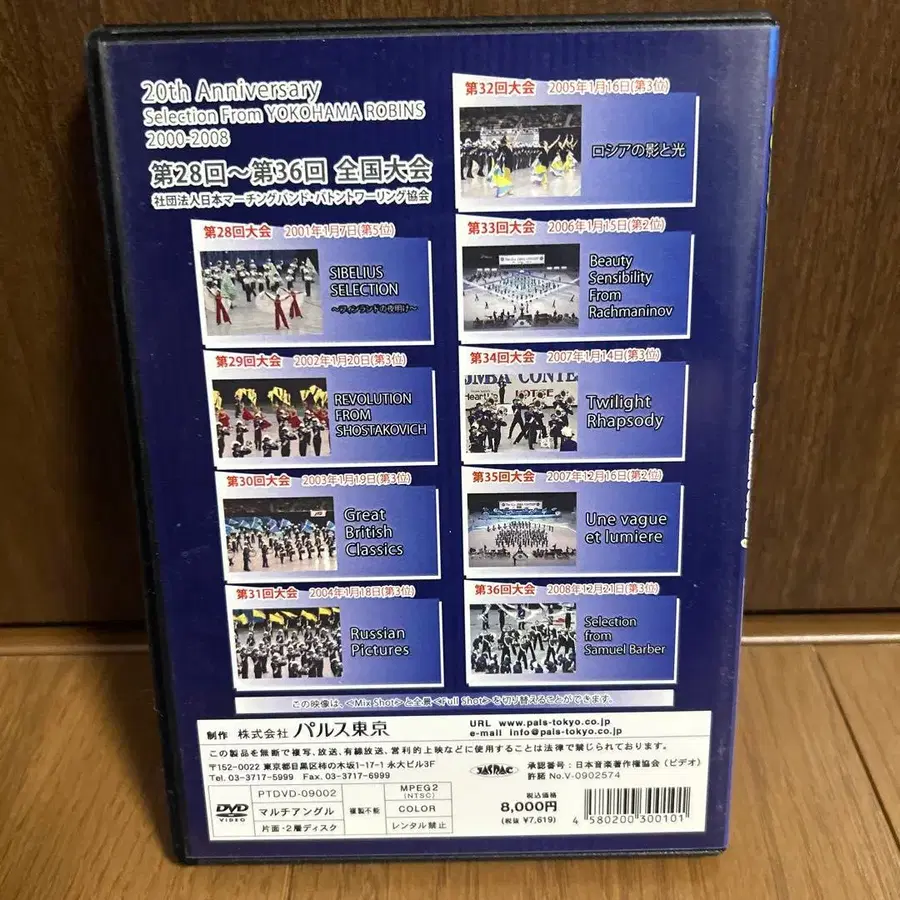 20th Anniversary
Selection From YOKOHAMA ROBINS
2000-2008
第28回～第36回 全国大会
社団法人日本マーチングバンド・バトントワーリング協会
第28回大会 2001年1月7日(第5位)
SIBELIUS
SELECTION
～フィンランドの夜明け～
第29回大会 2002年1月20日(第3位)
REVOLUTION
FROM
SHOSTAKOVICH
第30回大会 2003年1月19日(第3位)
Great
British
Classics
第31回大会 2004年1月18日(第3位)
Russian
Pictures
第32回大会 2005年1月16日(第3位)
ロシアの影と光
第33回大会 2006年1月15日(第2位)
Beauty
Sensibility
From
Rachmaninov
第34回大会 2007年1月14日(第3位)
Twilight
Rhapsody
第35回大会 2007年12月16日(第2位)
Une vague
et lumiere
第36回大会 2008年12月21日(第3位)
Selection
from
Samuel Barber
この映像は、<Mix Shot>と全景<Full Shot>を切り替えることができます。
制作 株式会社 パルス東京
URL www.pals-tokyo.co.jp
e-mail info@pals-tokyo.co.jp
この製品を無断で複写、放送、有線放送、営利的上映などに使用することは法律で禁じられております。
〒152-0022 東京都目黒区柿の木坂1-17-1 永大ビル3F
Tel. 03-3717-5999 Fax. 03-3717-6999
JASRAC
承認番号：日本音楽著作権協会（ビデオ）
許諾 No.V-0902574
DVD
VIDEO
PTDVD-09002
マルチアングル
片面・2層ディスク
複製不能
MPEG2
(NTSC)
COLOR
レンタル禁止
税込価格
8,000円
(税抜 ¥7,619)
4 580200 300101